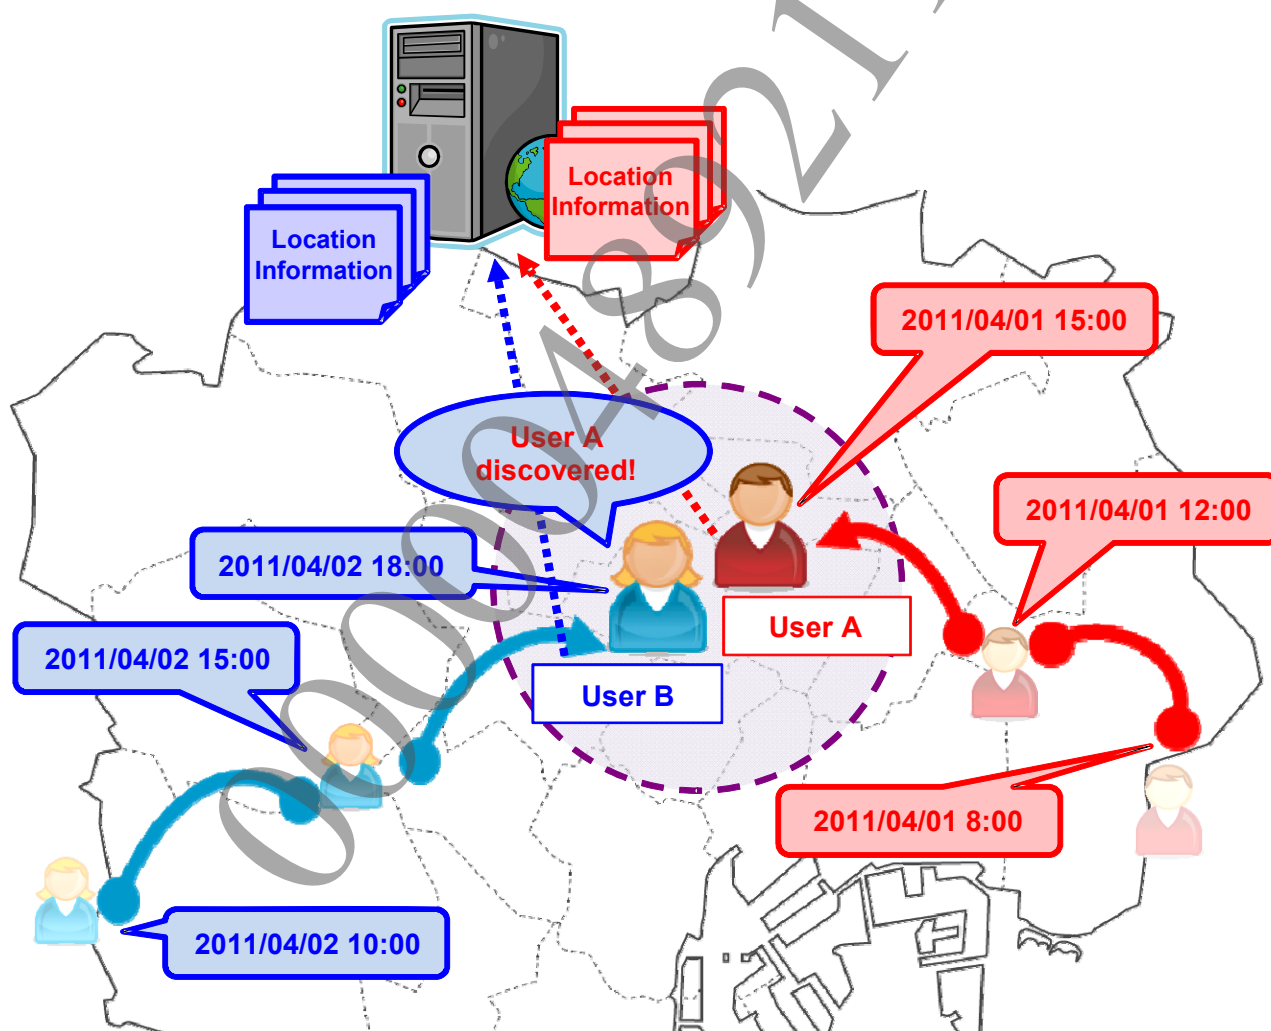 Location
Information
Location
Information
2011/04/01 15:00
User A
discovered!
2011/04/01 12:00
2011/04/02 18:00
User A
2011/04/02 15:00
User B
2011/04/01 8:00
2011/04/02 10:00